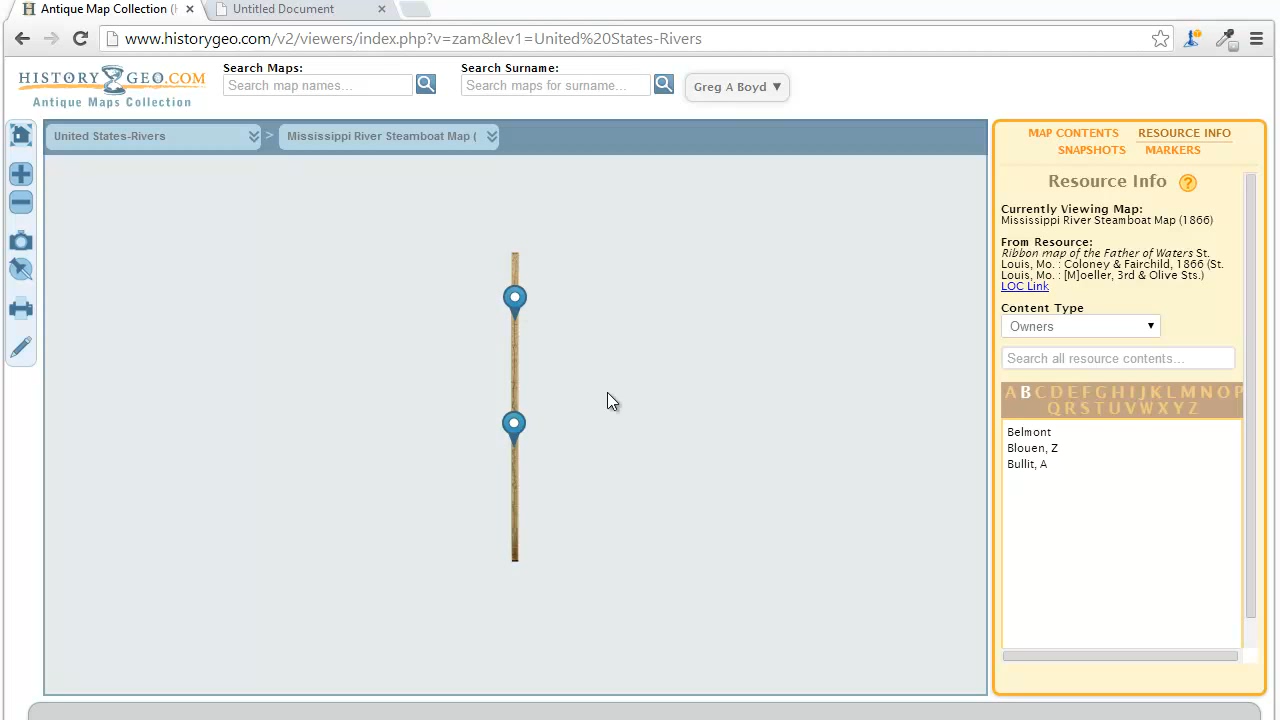 Antique Map Collection (
Untitled Document
www.historygeo.com/v2/viewers/index.php?v=zam&lev1=United%20States-Rivers
HISTORYGEO.COM
Antique Maps Collection
Search Maps:
Search map names...
Search Surname:
Search maps for surname...
Greg A Boyd ▼
United States-Rivers > Mississippi River Steamboat Map (
MAP CONTENTS RESOURCE INFO
SNAPSHOTS MARKERS
Resource Info ?
Currently Viewing Map:
Mississippi River Steamboat Map (1866)
From Resource:
Ribbon map of the Father of Waters St.
Louis, Mo. : Coloney & Fairchild, 1866 (St.
Louis, Mo. : [M]oeller, 3rd & Olive Sts.)
LOC Link
Content Type
Owners
Search all resource contents...
A B C D E F G H I J K L M N O P
Q R S T U V W X Y Z
Belmont
Blouen, Z
Bullit, A